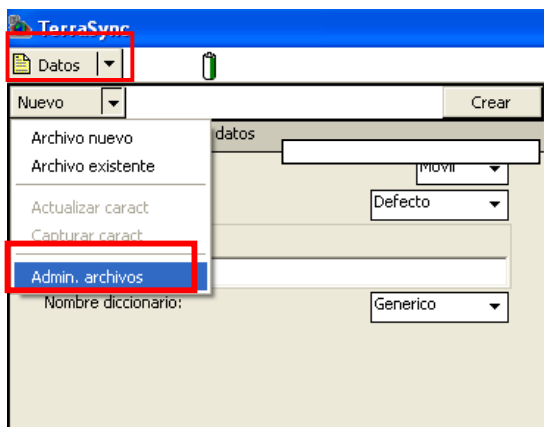 TerraSync
Datos
Nuevo
Crear
Archivo nuevo
datos
Archivo existente
Móvil
Actualizar caract
Defecto
Capturar caract
Admin. archivos
Nombre diccionario:
Generico